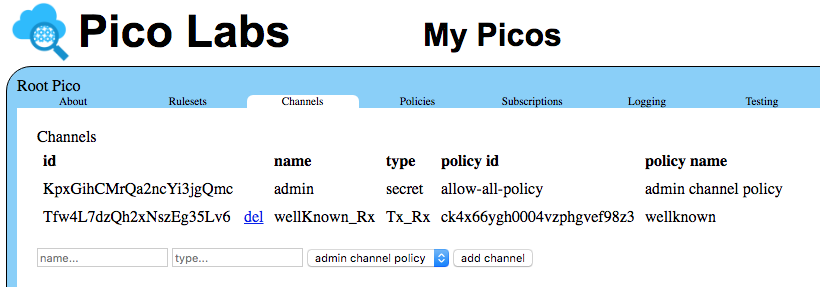 Pico Labs My Picos
Root Pico
About Rulesets Channels Policies Subscriptions Logging Testing
Channels
id name type policy id policy name
KpxGihCMrQa2ncYi3jgQmc admin secret allow-all-policy admin channel policy
Tfw4L7dzQh2xNszEg35Lv6 del wellKnown_Rx Tx_Rx ck4x66ygh0004vzphgvef98z3 wellknown
name... type... admin channel policy add channel